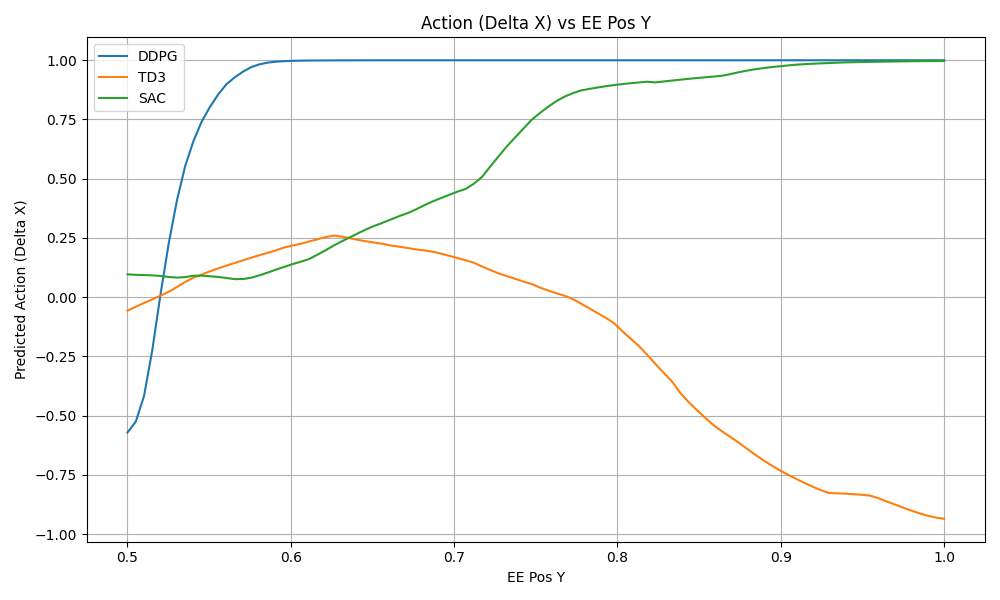 Action (Delta X) vs EE Pos Y
DDPG
TD3
SAC
Predicted Action (Delta X)
1.00
0.75
0.50
0.25
0.00
−0.25
−0.50
−0.75
−1.00
0.5 0.6 0.7 0.8 0.9 1.0
EE Pos Y